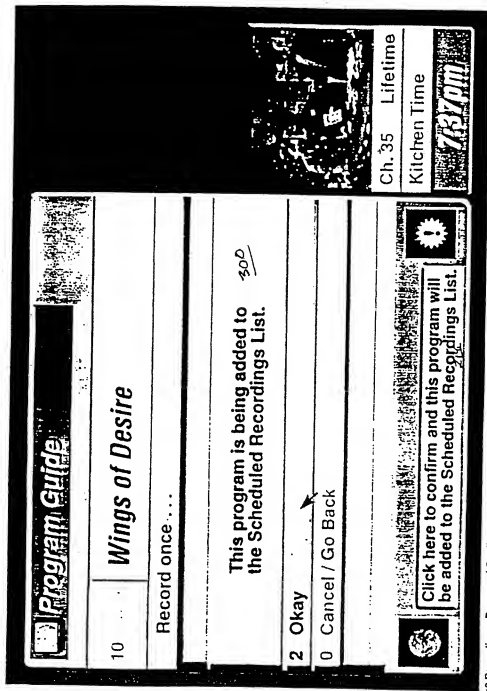 Program Guide
10
Wings of Desire
Record once....
This program is being added to
the Scheduled Recordings List.
300
2 Okay
0 Cancel / Go Back
Click here to confirm and this program will
be added to the Scheduled Recordings List.
Ch. 35 Lifetime
Kitchen Time
7:37pm